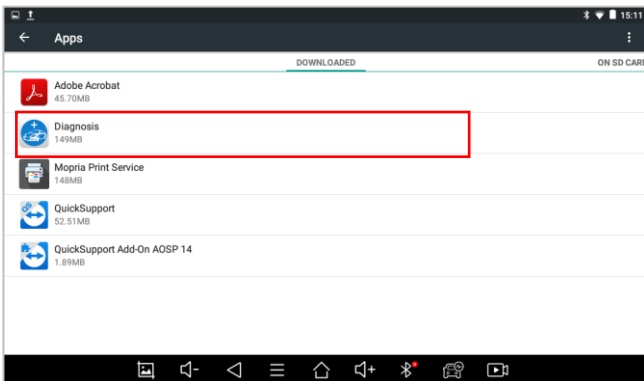 15:11
Apps
DOWNLOADED
ON SD CAR
Adobe Acrobat
45.70MB
Diagnosis
149MB
Mopria Print Service
148MB
QuickSupport
52.51MB
QuickSupport Add-On AOSP 14
1.89MB